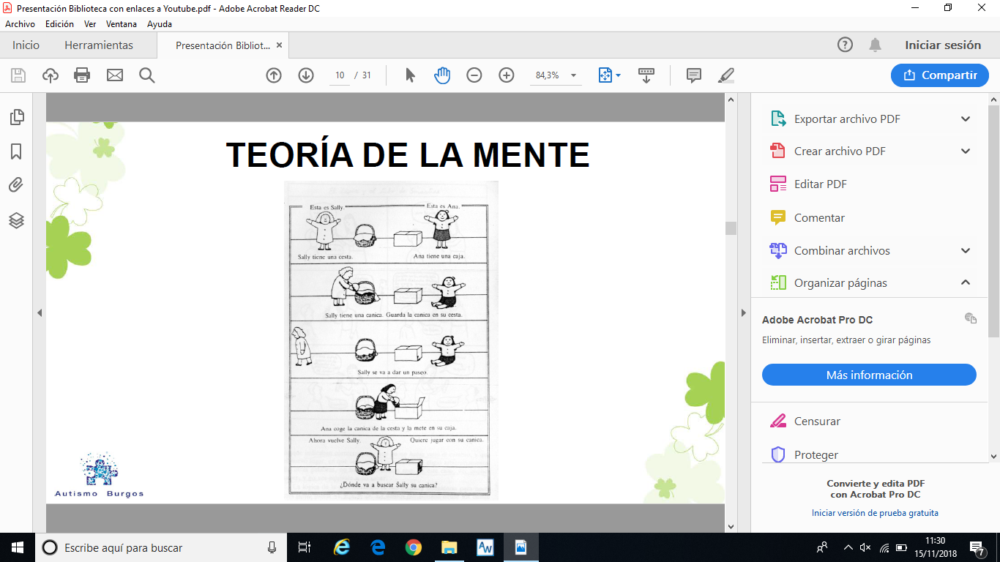 Presentación Biblioteca con enlaces a Youtube.pdf - Adobe Acrobat Reader DC
Archivo Edición Ver Ventana Ayuda
Inicio Herramientas Presentación Bibliot... Iniciar sesión
10 / 31 84,3% Compartir
TEORÍA DE LA MENTE
Esta es Sally. Esta es Ana.
Sally tiene una cesta. Ana tiene una caja.
Sally tiene una canica. Guarda la canica en su cesta.
Sally se va a dar un paseo.
Ana coge la canica de la cesta y la mete en su caja.
Ahora vuelve Sally. Quiere jugar con su canica.
¿Dónde va a buscar Sally su canica?
Autismo Burgos
Exportar archivo PDF
Crear archivo PDF
Editar PDF
Comentar
Combinar archivos
Organizar páginas
Adobe Acrobat Pro DC
Eliminar, insertar, extraer o girar páginas
Más información
Censurar
Proteger
Convierte y edita PDF
con Acrobat Pro DC
Iniciar versión de prueba gratuita
Escribe aquí para buscar
AW
11:30
15/11/2018
7